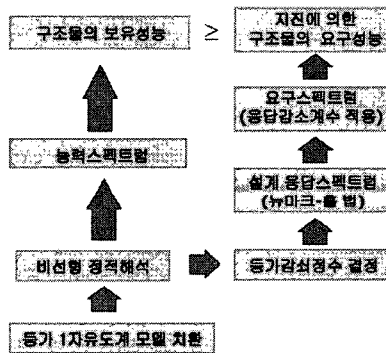 구조물의 보유성능
≥
지진에 의한
구조물의 요구성능
요구스펙트럼
(응답감소계수 적용)
능력스펙트럼
설계 응답스펙트럼
(뉴마크-홀 법)
비선형 정적해석
등가감쇠정수 결정
등가 1자유도계 모델 치환